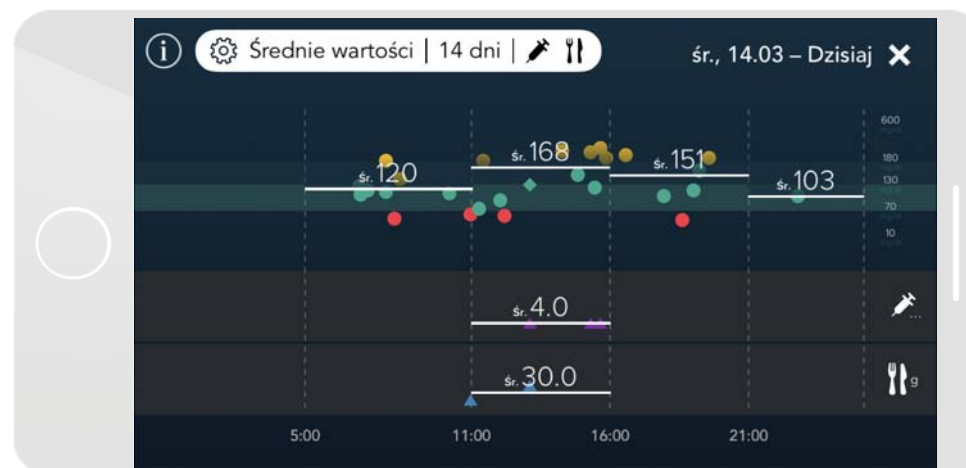 i
Średnie wartości | 14 dni |
śr., 14.03 – Dzisiaj
600
śr. 168
180
śr. 151
śr. 120
130
śr. 103
70
10
śr. 4.0
...
śr. 30.0
g
5:00
11:00
16:00
21:00